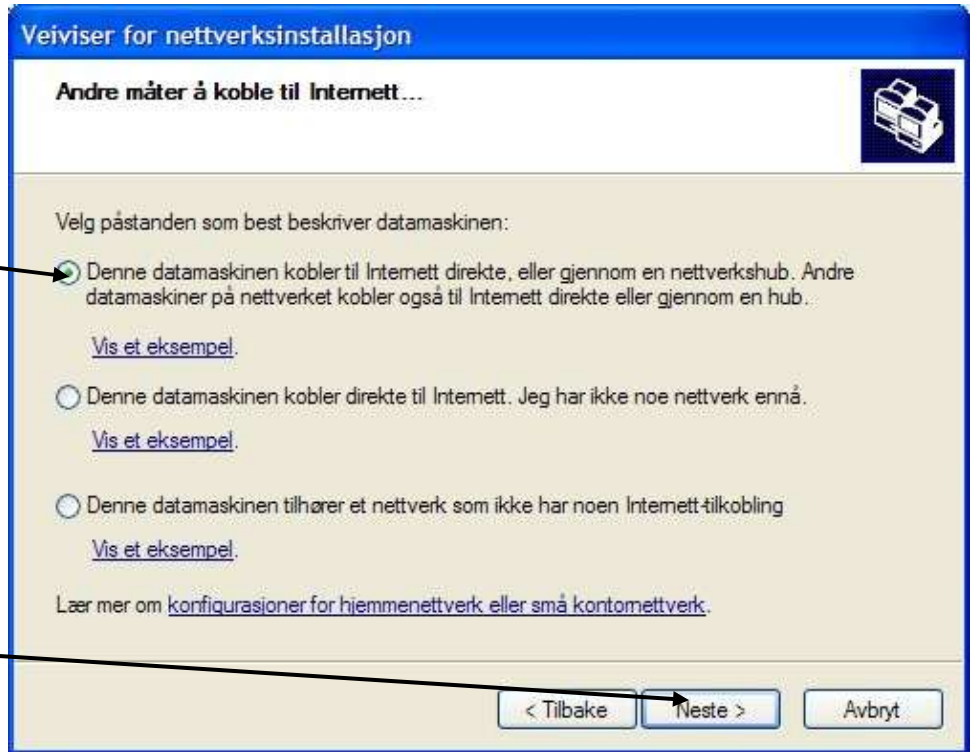 Veiviser for nettverksinstallasjon
Andre måter å koble til Internett...
Velg påstanden som best beskriver datamaskinen:
Denne datamaskinen kobler til Internett direkte, eller gjennom en nettverkshub. Andre
datamaskiner på nettverket kobler også til Internett direkte eller gjennom en hub.
Vis et eksempel.
Denne datamaskinen kobler direkte til Internett. Jeg har ikke noe nettverk ennå.
Vis et eksempel.
Denne datamaskinen tilhører et nettverk som ikke har noen Internett-tilkobling
Vis et eksempel.
Lær mer om konfigurasjoner for hjemmenettverk eller små kontornettverk.
< Tilbake Neste > Avbryt